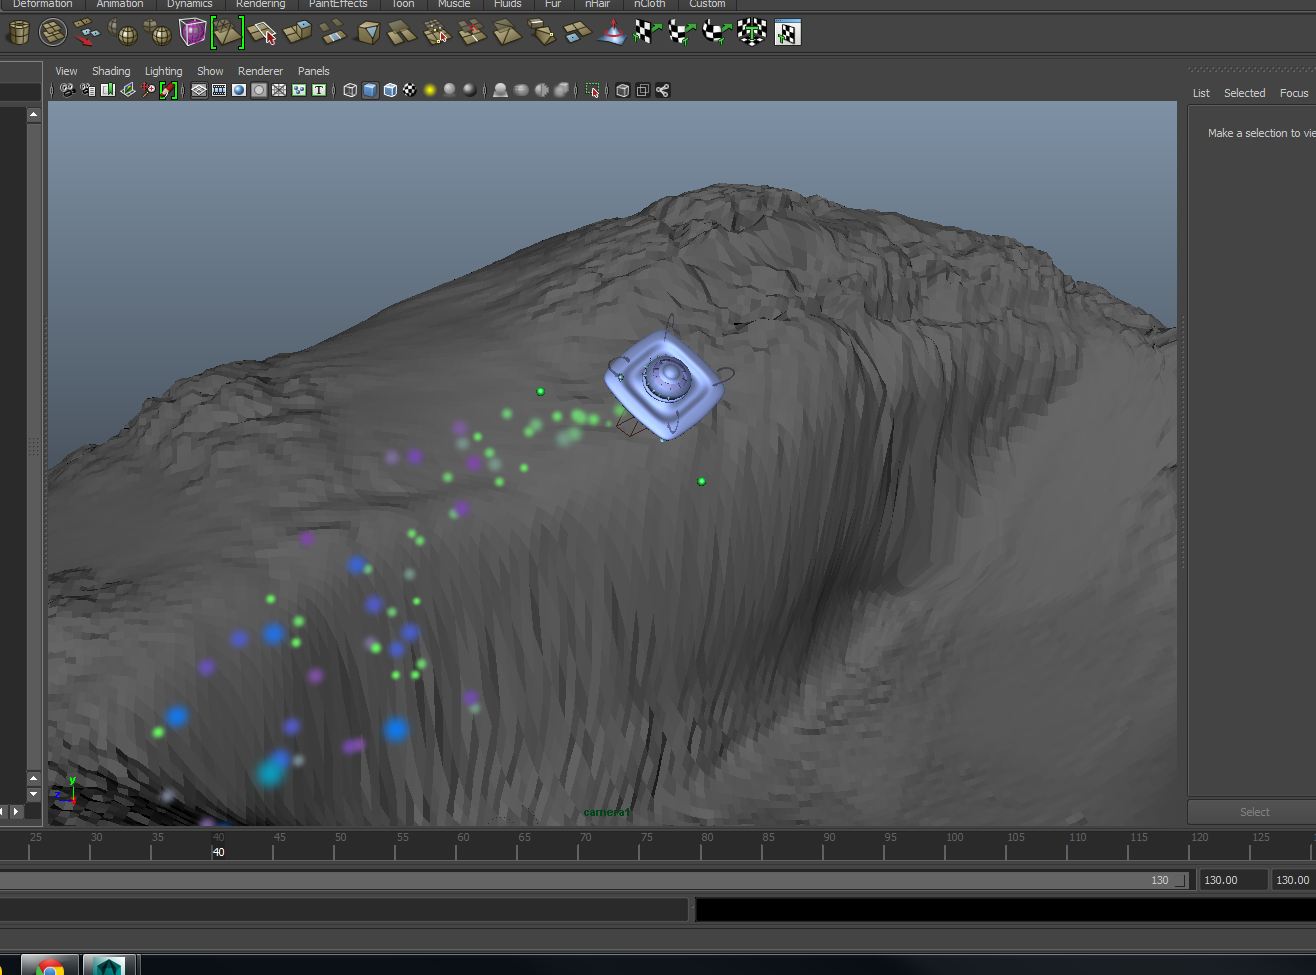 Deformation Animation Dynamics Rendering PaintEffects Toon Muscle Fluids Fur nHair nCloth Custom
View Shading Lighting Show Renderer Panels
T
List Selected Focus
Make a selection to vie
y
z
camera1
Select
25 30 35 40 45 50 55 60 65 70 75 80 85 90 95 100 105 110 115 120 125
40
130 130.00 130.00